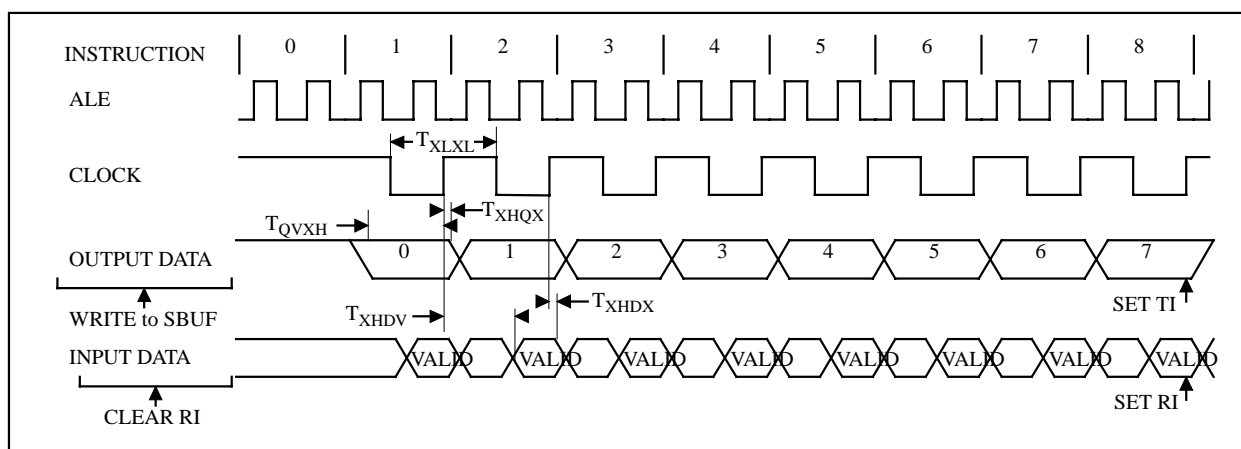 INSTRUCTION 0 1 2 3 4 5 6 7 8
ALE
T_XLXL
CLOCK
T_XHQX
T_QVXH
OUTPUT DATA 0 1 2 3 4 5 6 7
T_XHDX
SET TI
T_XHDV
WRITE to SBUF
INPUT DATA VALID VALID VALID VALID VALID VALID VALID VALID
SET RI
CLEAR RI